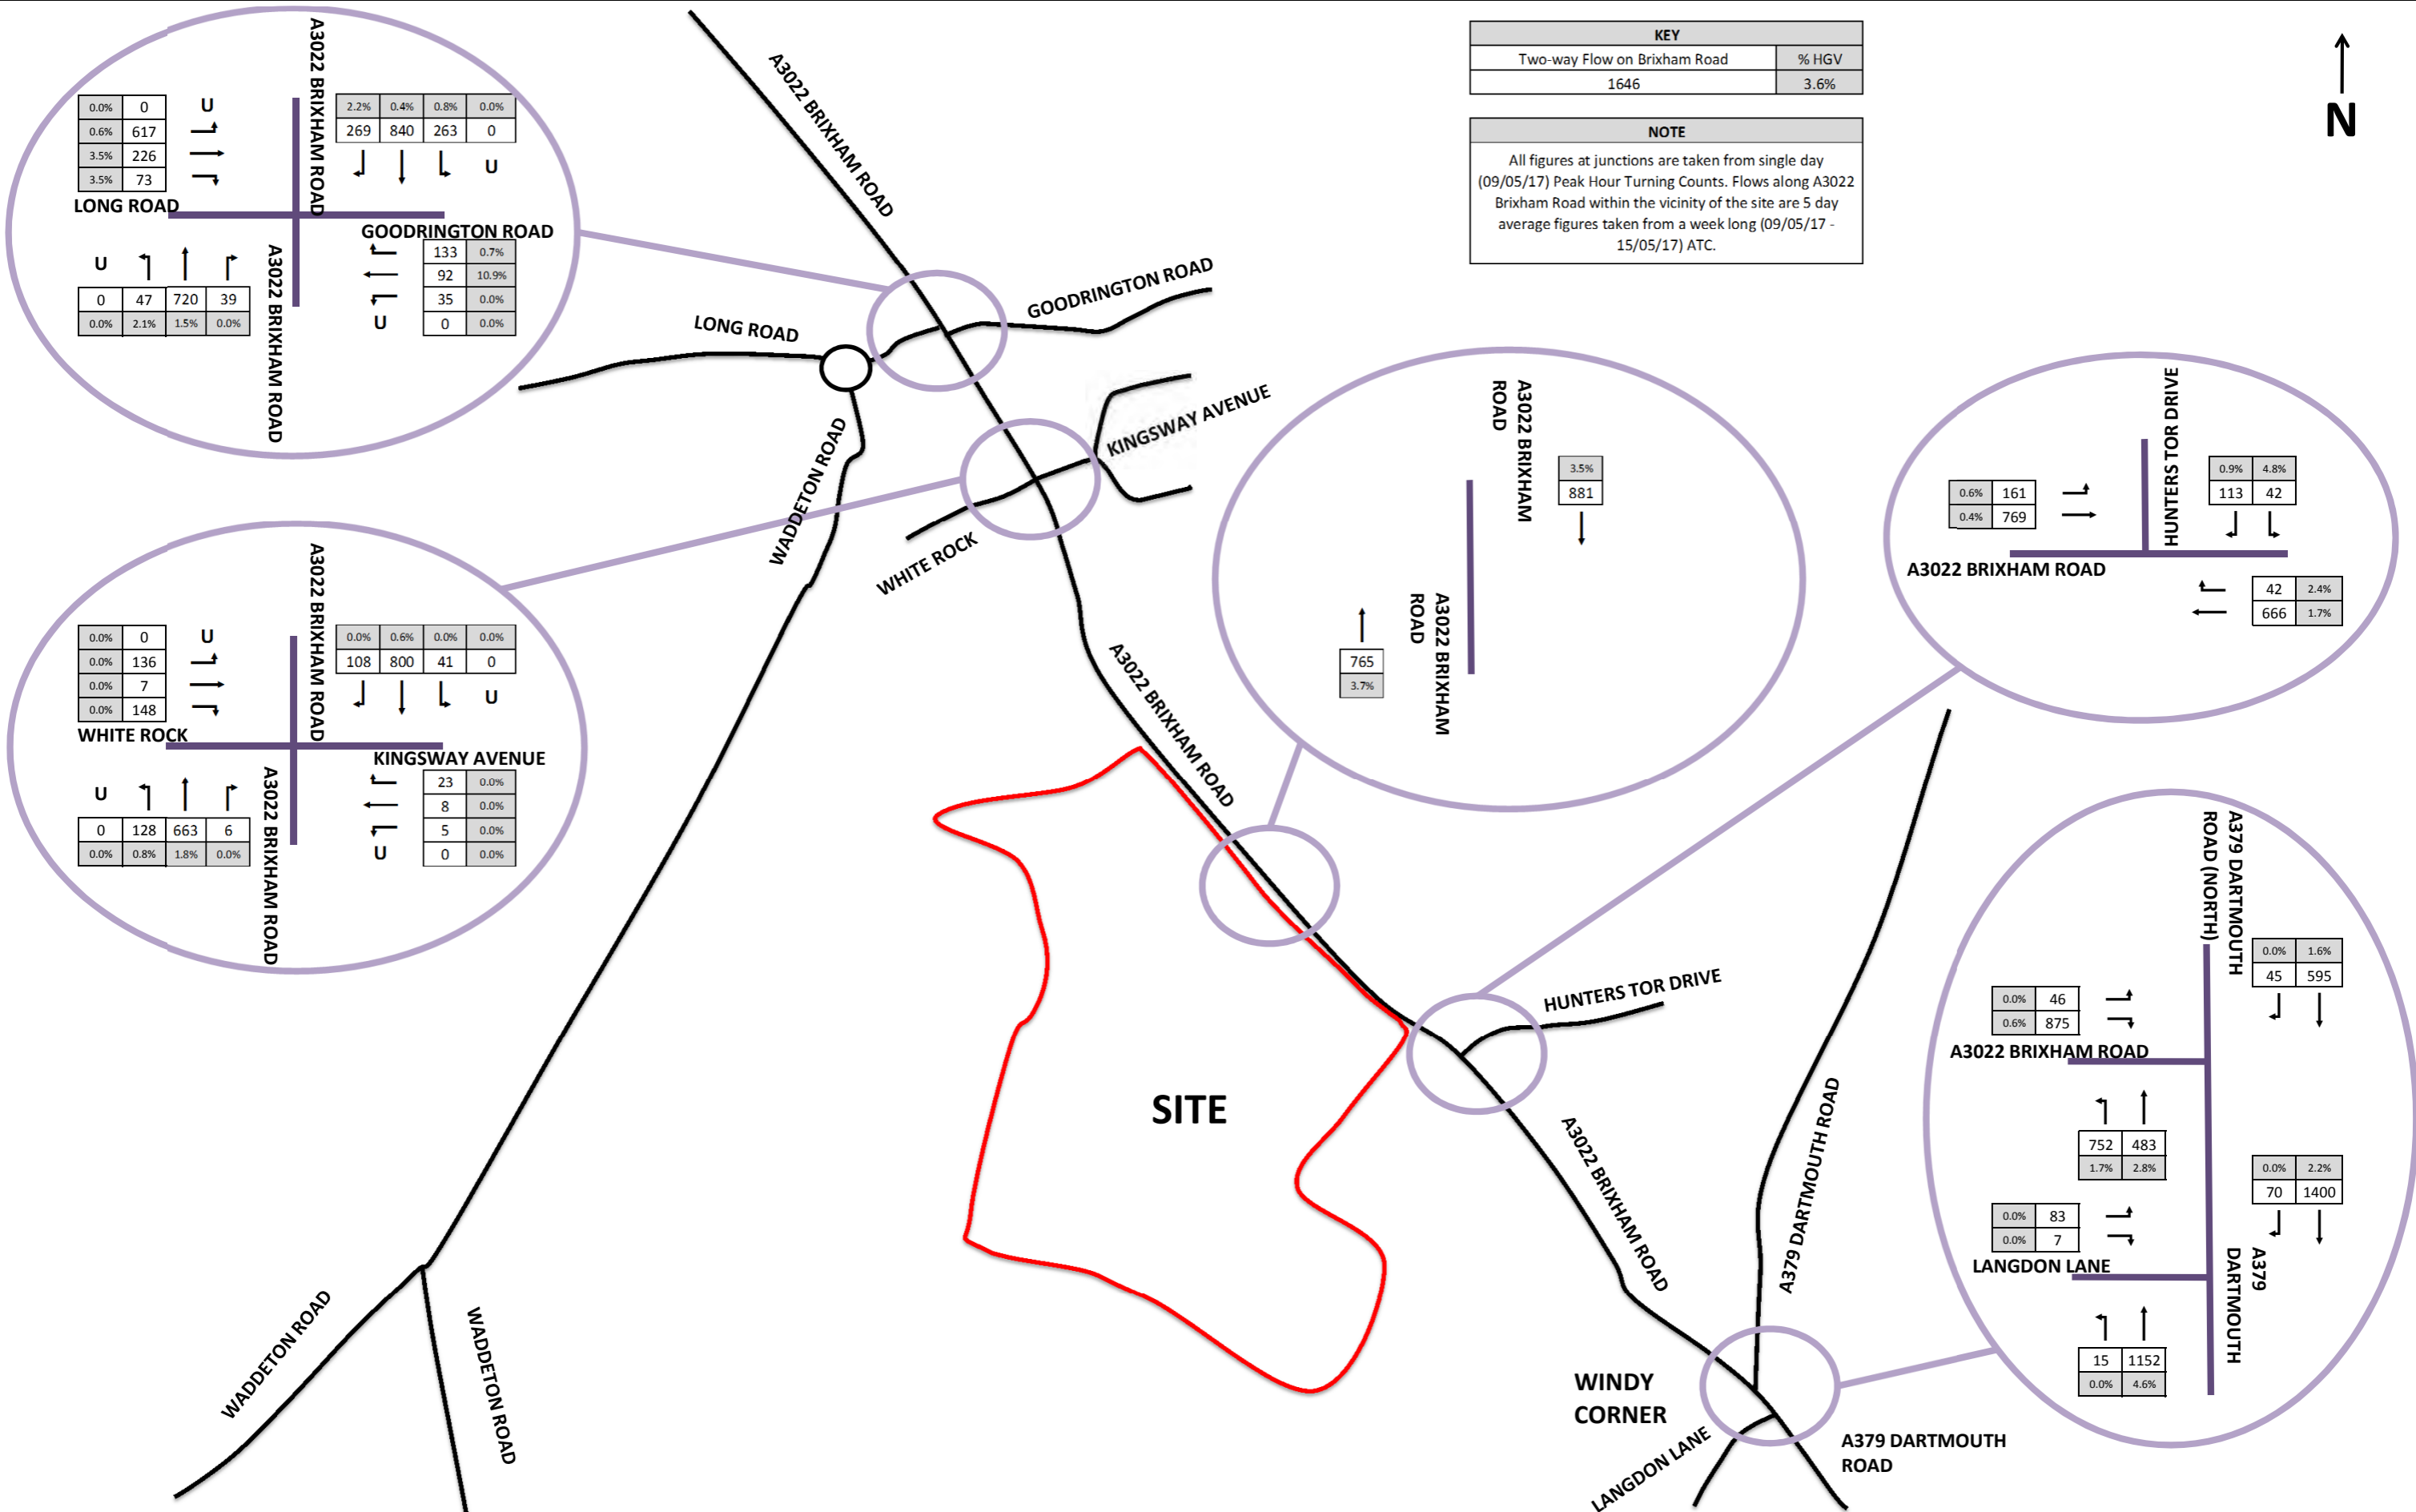 KEY
Two-way Flow on Brixham Road % HGV
1646 3.6%
NOTE
All figures at junctions are taken from single day
(09/05/17) Peak Hour Turning Counts. Flows along A3022
Brixham Road within the vicinity of the site are 5 day
average figures taken from a week long (09/05/17 -
15/05/17) ATC.
N
A3022 BRIXHAM ROAD
0.0% 0 U
0.6% 617
3.5% 226
3.5% 73
LONG ROAD
2.2% 0.4% 0.8% 0.0%
269 840 263 0
U
GOODRINGTON ROAD
133 0.7%
92 10.9%
35 0.0%
U 0 0.0%
U
0 47 720 39
0.0% 2.1% 1.5% 0.0%
A3022 BRIXHAM ROAD
A3022 BRIXHAM ROAD
GOODRINGTON ROAD
LONG ROAD
KINGSWAY AVENUE
WADDETON ROAD
WHITE ROCK
A3022 BRIXHAM ROAD
0.0% 0 U
0.0% 136
0.0% 7
0.0% 148
WHITE ROCK
0.0% 0.6% 0.0% 0.0%
108 800 41 0
U
KINGSWAY AVENUE
23 0.0%
8 0.0%
5 0.0%
U 0 0.0%
U
0 128 663 6
0.0% 0.8% 1.8% 0.0%
A3022 BRIXHAM ROAD
A3022 BRIXHAM
ROAD
3.5%
881
765
3.7%
A3022 BRIXHAM
ROAD
HUNTERS TOR DRIVE
0.6% 161
0.4% 769
0.9% 4.8%
113 42
A3022 BRIXHAM ROAD
42 2.4%
666 1.7%
A3022 BRIXHAM ROAD
SITE
HUNTERS TOR DRIVE
A3022 BRIXHAM ROAD
A379 DARTMOUTH ROAD
A379 DARTMOUTH
ROAD (NORTH)
0.0% 1.6%
45 595
0.0% 46
0.6% 875
A3022 BRIXHAM ROAD
752 483
1.7% 2.8%
0.0% 2.2%
70 1400
0.0% 83
0.0% 7
LANGDON LANE
A379
DARTMOUTH
15 1152
0.0% 4.6%
WADDETON ROAD
WADDETON ROAD
WINDY
CORNER
LANGDON LANE
A379 DARTMOUTH
ROAD